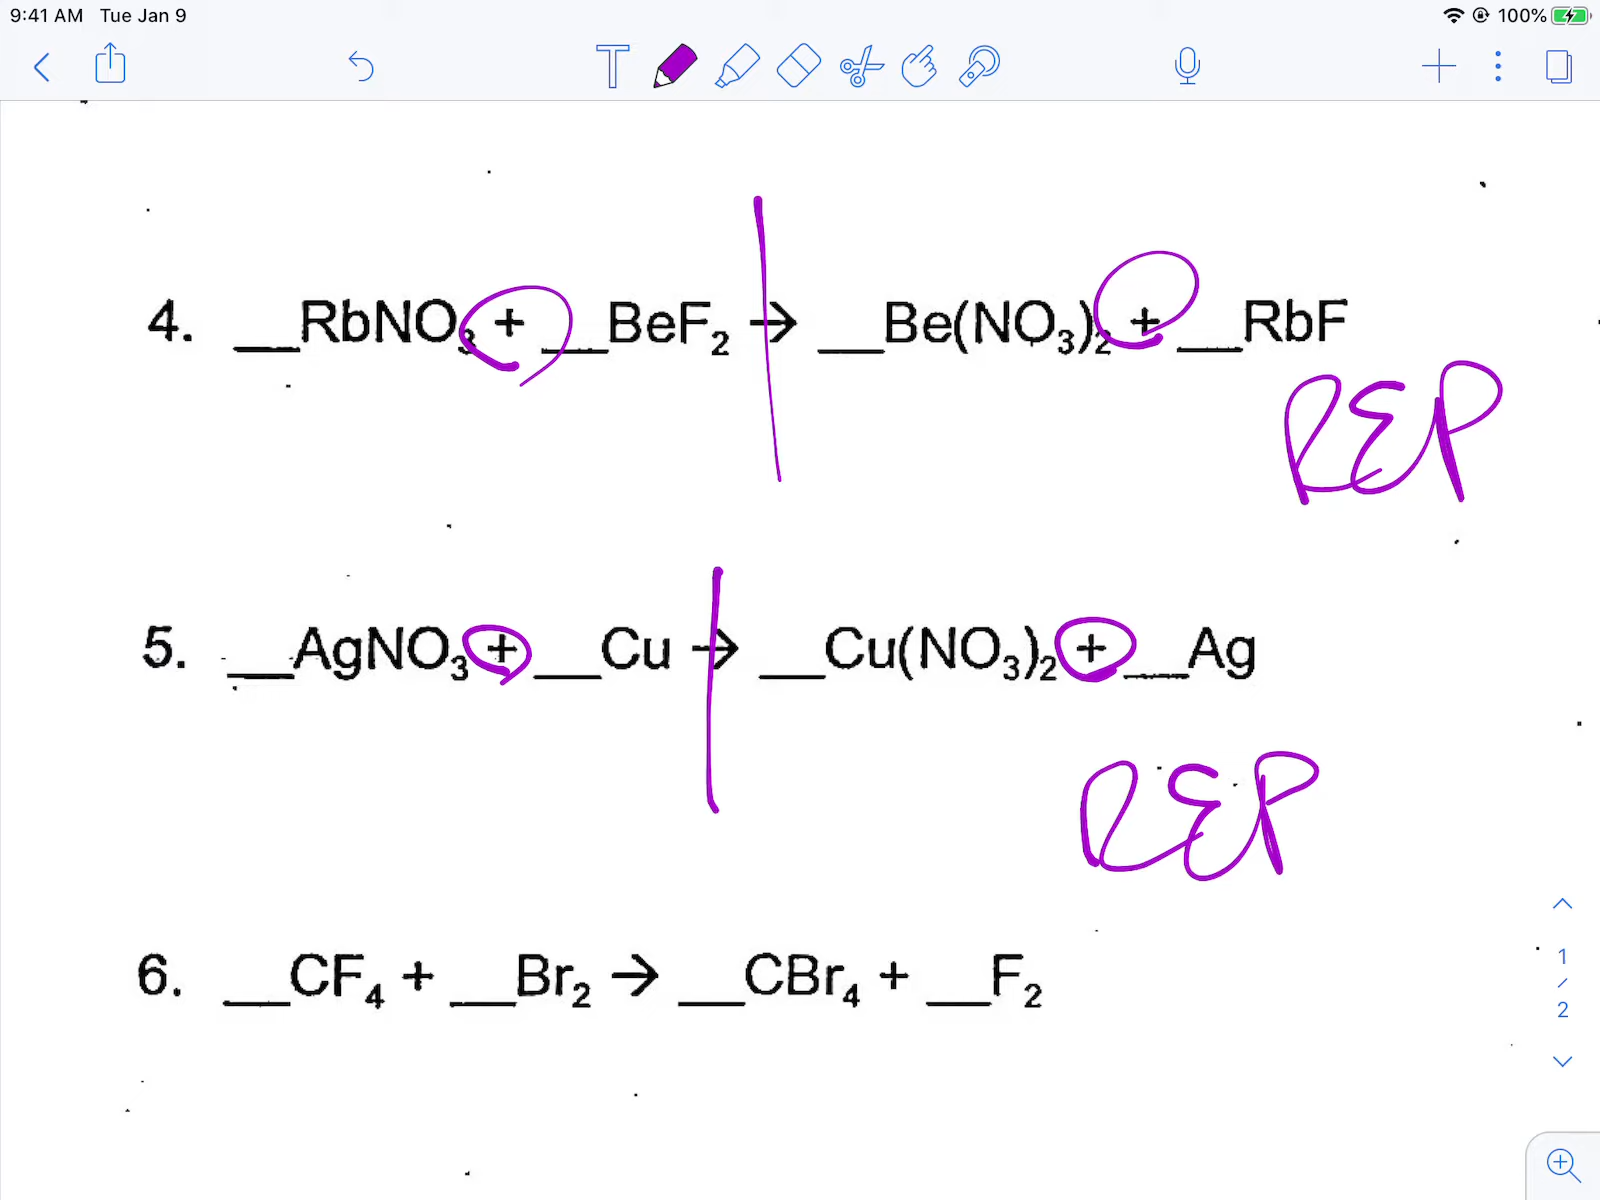 9:41 AM Tue Jan 9 100%
4. __RbNO₃ + __BeF₂ → __Be(NO₃)₂ + __RbF
REP
5. __AgNO₃ + __Cu → __Cu(NO₃)₂ + __Ag
REP
6. __CF₄ + __Br₂ → __CBr₄ + __F₂
1
/
2